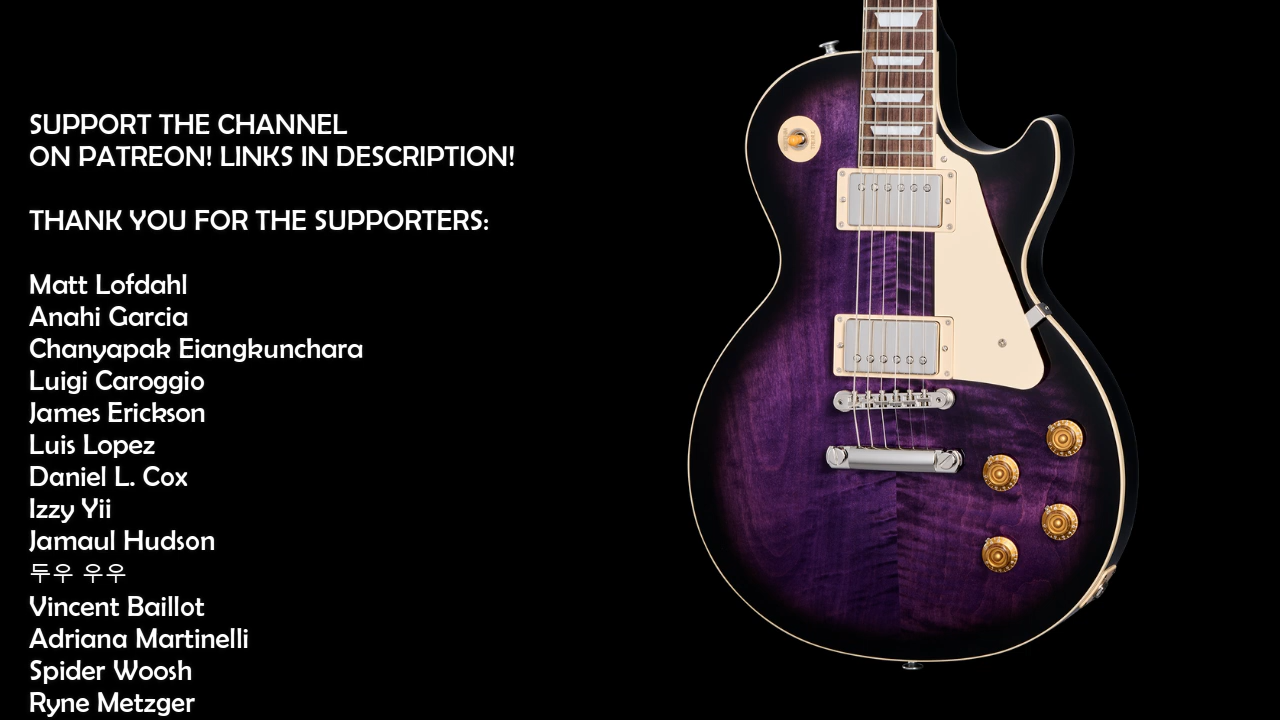 SUPPORT THE CHANNEL
ON PATREON! LINKS IN DESCRIPTION!
THANK YOU FOR THE SUPPORTERS:
Matt Lofdahl
Anahi Garcia
Chanyapak Eiangkunchara
Luigi Caroggio
James Erickson
Luis Lopez
Daniel L. Cox
Izzy Yii
Jamaul Hudson
두우 우우
Vincent Baillot
Adriana Martinelli
Spider Woosh
Ryne Metzger